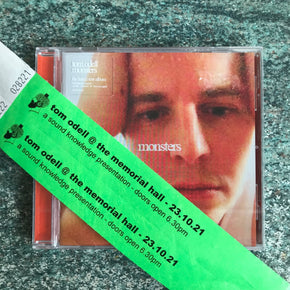 tom odell
monsters
monsters
028221
22
tom odell @ the memorial hall - 23.10.21
a sound knowledge presentation - doors open 6.30pm
tom odell @ the memorial hall - 23.10.21
a sound knowledge presentation - doors open 6.30pm